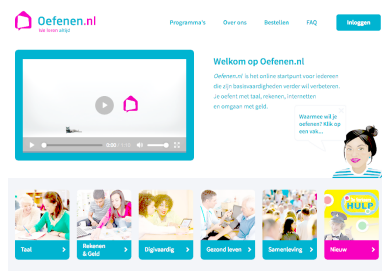 Oefenen.nl
We leren altijd
Programma's
Over ons
Bestellen
FAQ
Inloggen
Welkom op Oefenen.nl
Oefenen.nl is het online startpunt voor iedereen
die zijn basisvaardigheden verder wil verbeteren.
Je oefent met taal, rekenen, internetten
en omgaan met geld.
Waarmee wil je
oefenen? Klik op
een vak...
0:00
Taal
Rekenen
& Geld
Digivaardig
Gezond leven
Samenleving
HULP
Nieuw